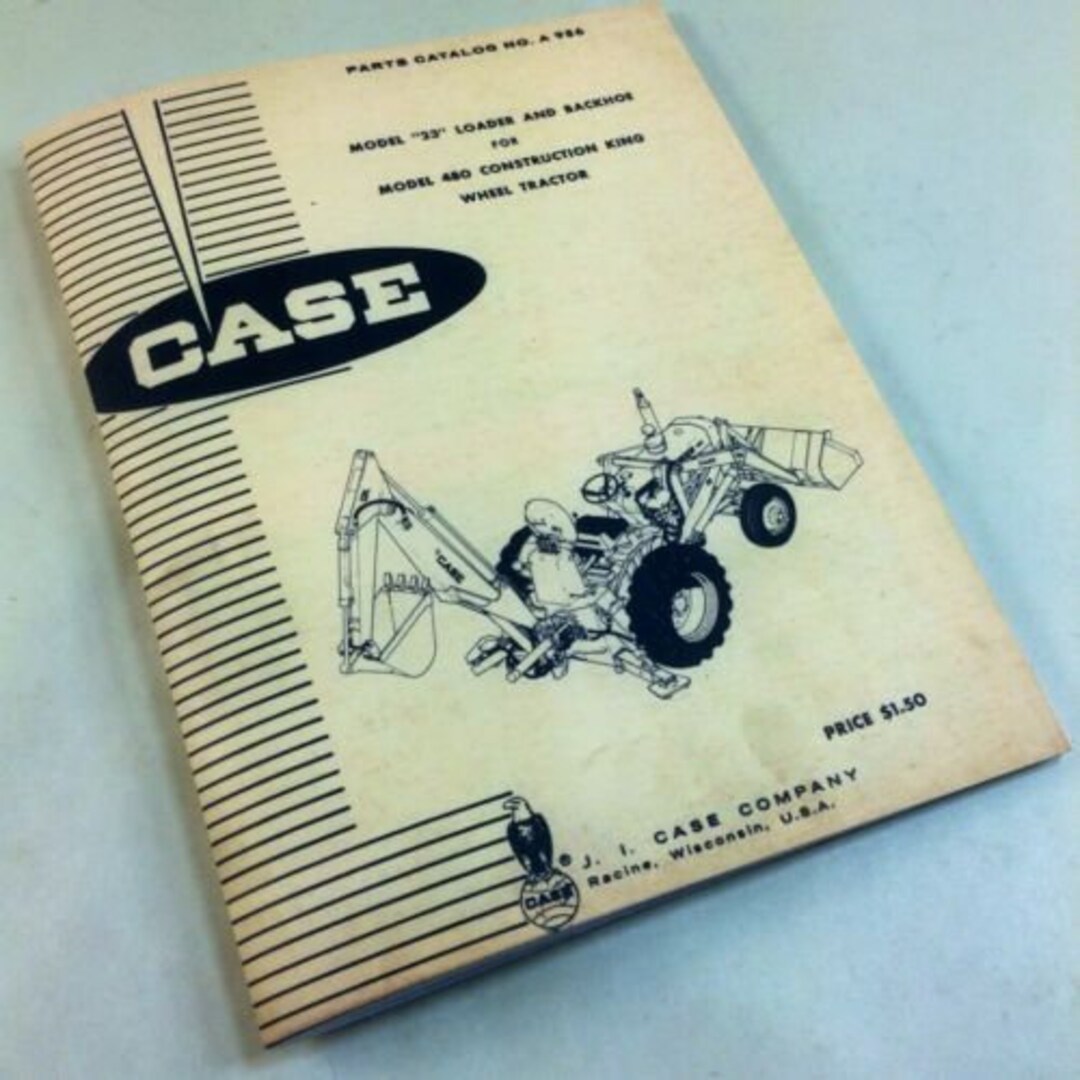 PARTS CATALOG NO. A 986
MODEL "23" LOADER AND BACKHOE
FOR
MODEL 480 CONSTRUCTION KING
WHEEL TRACTOR
CASE
CASE
PRICE $1.50
CASE
® J. I. CASE COMPANY
Racine, Wisconsin, U.S.A.